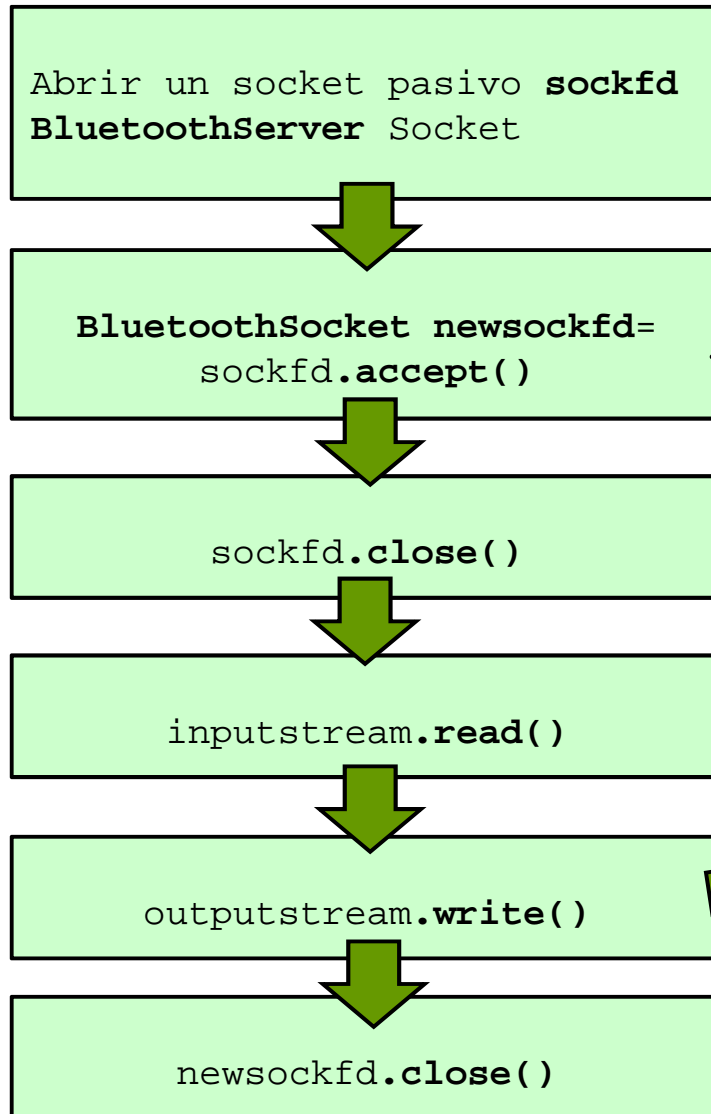 Abrir un socket pasivo sockfd
BluetoothServer Socket
BluetoothSocket newsockfd=
sockfd.accept()
sockfd.close()
inputstream.read()
outputstream.write()
newsockfd.close()